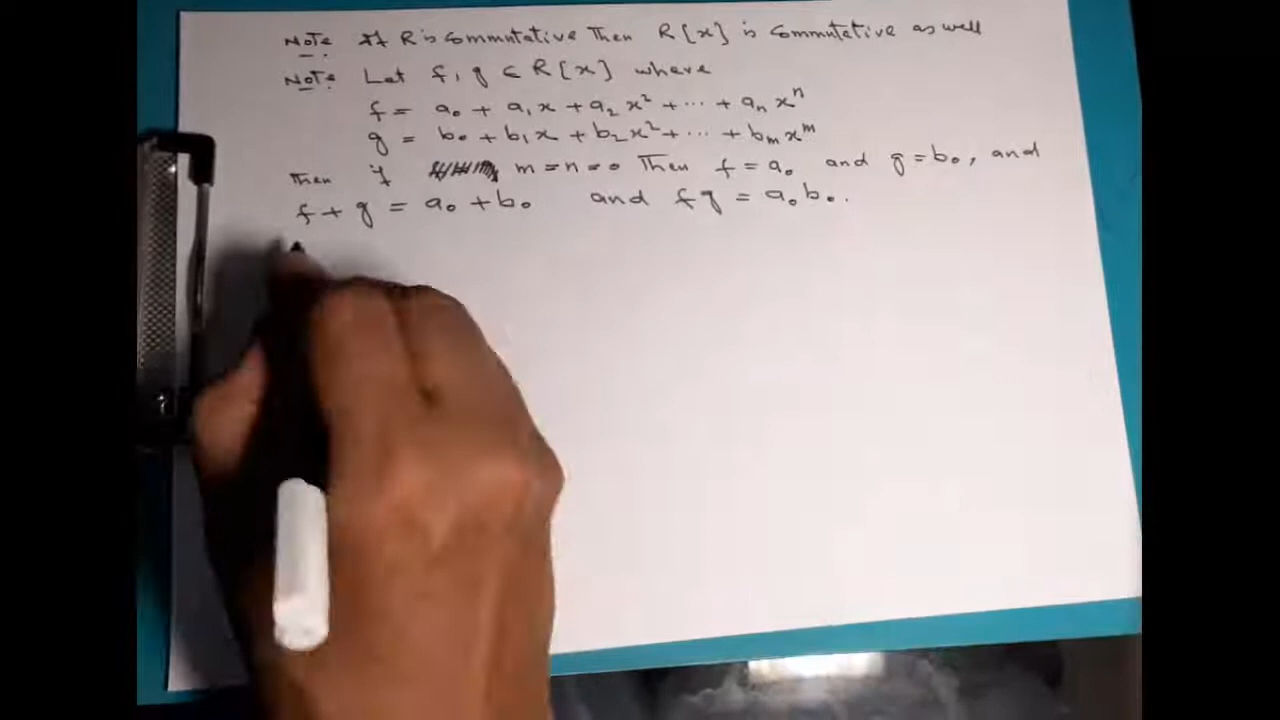 Note If R is commutative Then R[x] is commutative as well
Note: Let f, g ∈ R[x] where
f = a₀ + a₁x + a₂x² + ... + aₙxⁿ
g = b₀ + b₁x + b₂x² + ... + bₘxᵐ
Then if m = n = 0 Then f = a₀ and g = b₀, and
f + g = a₀ + b₀ and fg = a₀b₀.